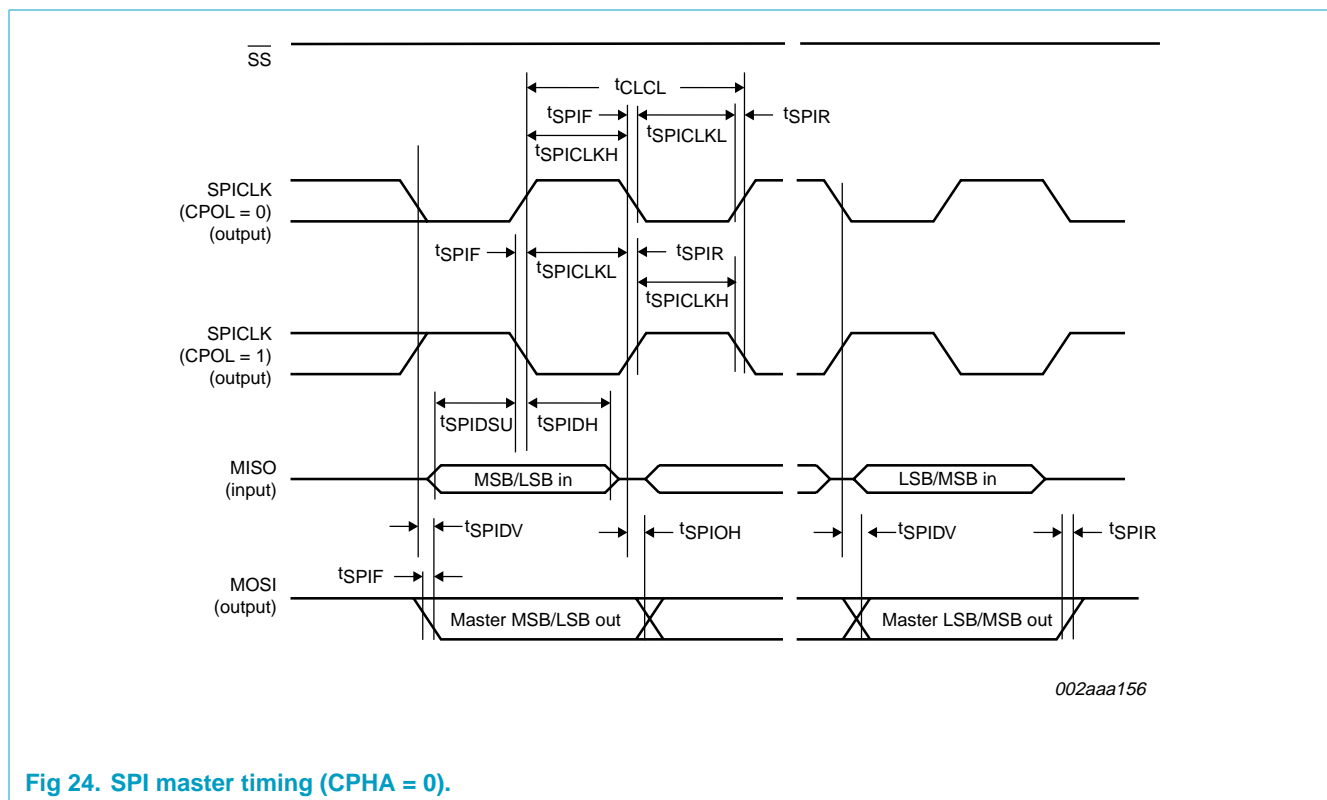 SS
tCLCL
tSPIF
tSPIR
tSPICLKL
tSPICLKH
SPICLK
(CPOL = 0)
(output)
tSPIF
tSPIR
tSPICLKL
tSPICLKH
SPICLK
(CPOL = 1)
(output)
tSPIDSU
tSPIDH
MISO
(input)
MSB/LSB in
LSB/MSB in
tSPIDV
tSPIOH
tSPIDV
tSPIR
tSPIF
MOSI
(output)
Master MSB/LSB out
Master LSB/MSB out
002aaa156
Fig 24. SPI master timing (CPHA = 0).